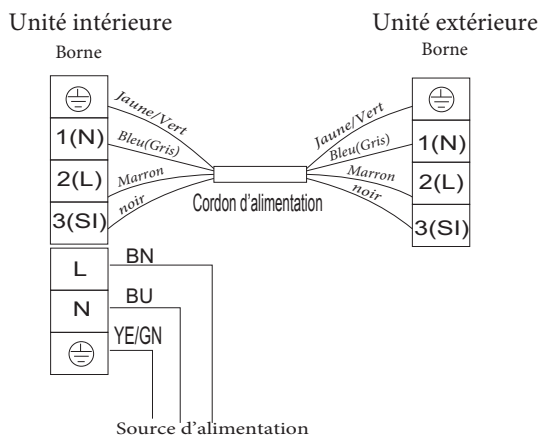 Unité intérieure
Unité extérieure
Borne
Borne
Jaune/Vert
Jaune/Vert
1(N)
Bleu(Gris)
Bleu(Gris)
1(N)
2(L)
Marron
Marron
2(L)
3(SI)
noir
Cordon d'alimentation
noir
3(SI)
L
BN
N
BU
YE/GN
Source d'alimentation